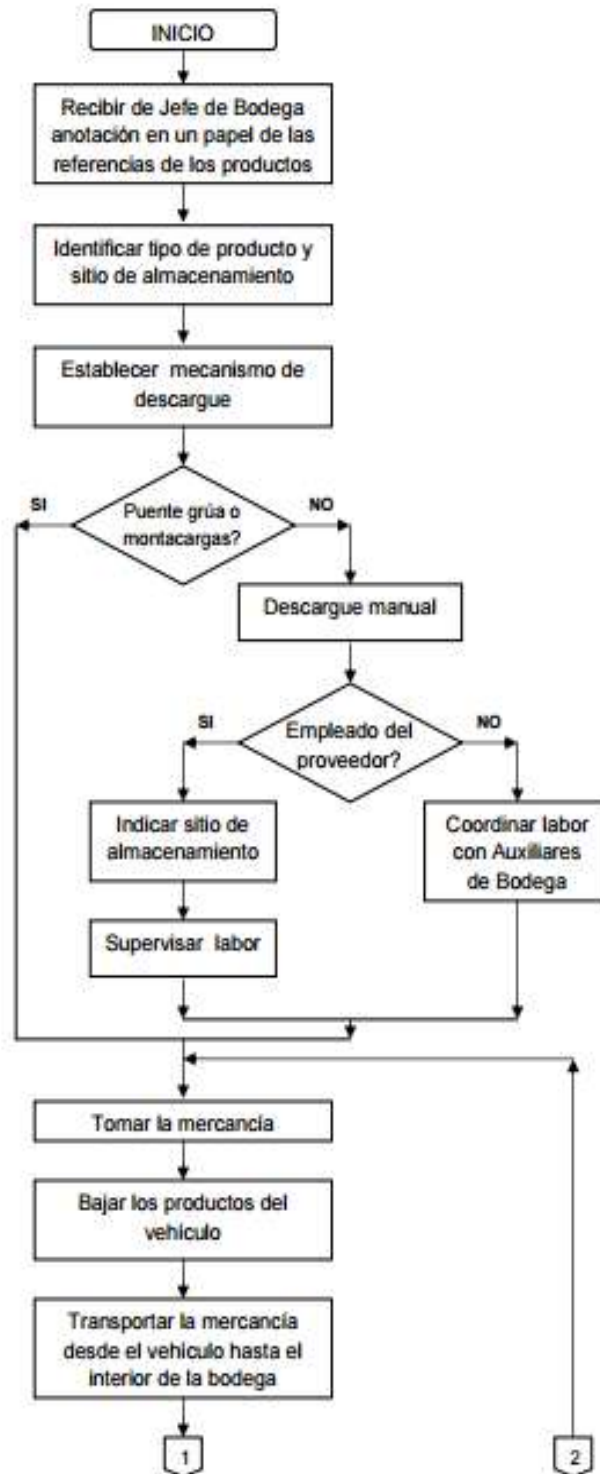 INICIO
Recibir de Jefe de Bodega
anotación en un papel de las
referencias de los productos
Identificar tipo de producto y
sitio de almacenamiento
Establecer mecanismo de
descargue
SI
Puente grúa o
montacargas?
NO
Descargue manual
SI
Empleado del
proveedor?
NO
Indicar sitio de
almacenamiento
Coordinar labor
con Auxiliares
de Bodega
Supervisar labor
Tomar la mercancía
Bajar los productos del
vehículo
Transportar la mercancía
desde el vehículo hasta el
interior de la bodega
1
2